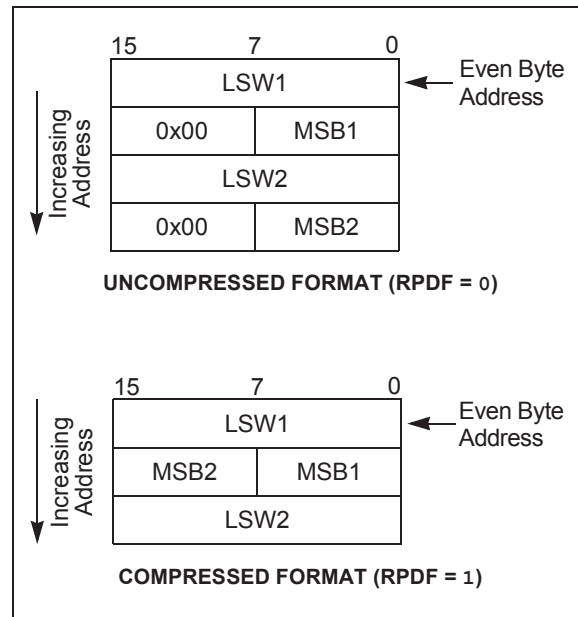 15 7 0
LSW1
Even Byte
Address
0x00 MSB1
LSW2
0x00 MSB2
Increasing
Address
UNCOMPRESSED FORMAT (RPDF = 0)
15 7 0
LSW1
Even Byte
Address
MSB2 MSB1
LSW2
Increasing
Address
COMPRESSED FORMAT (RPDF = 1)